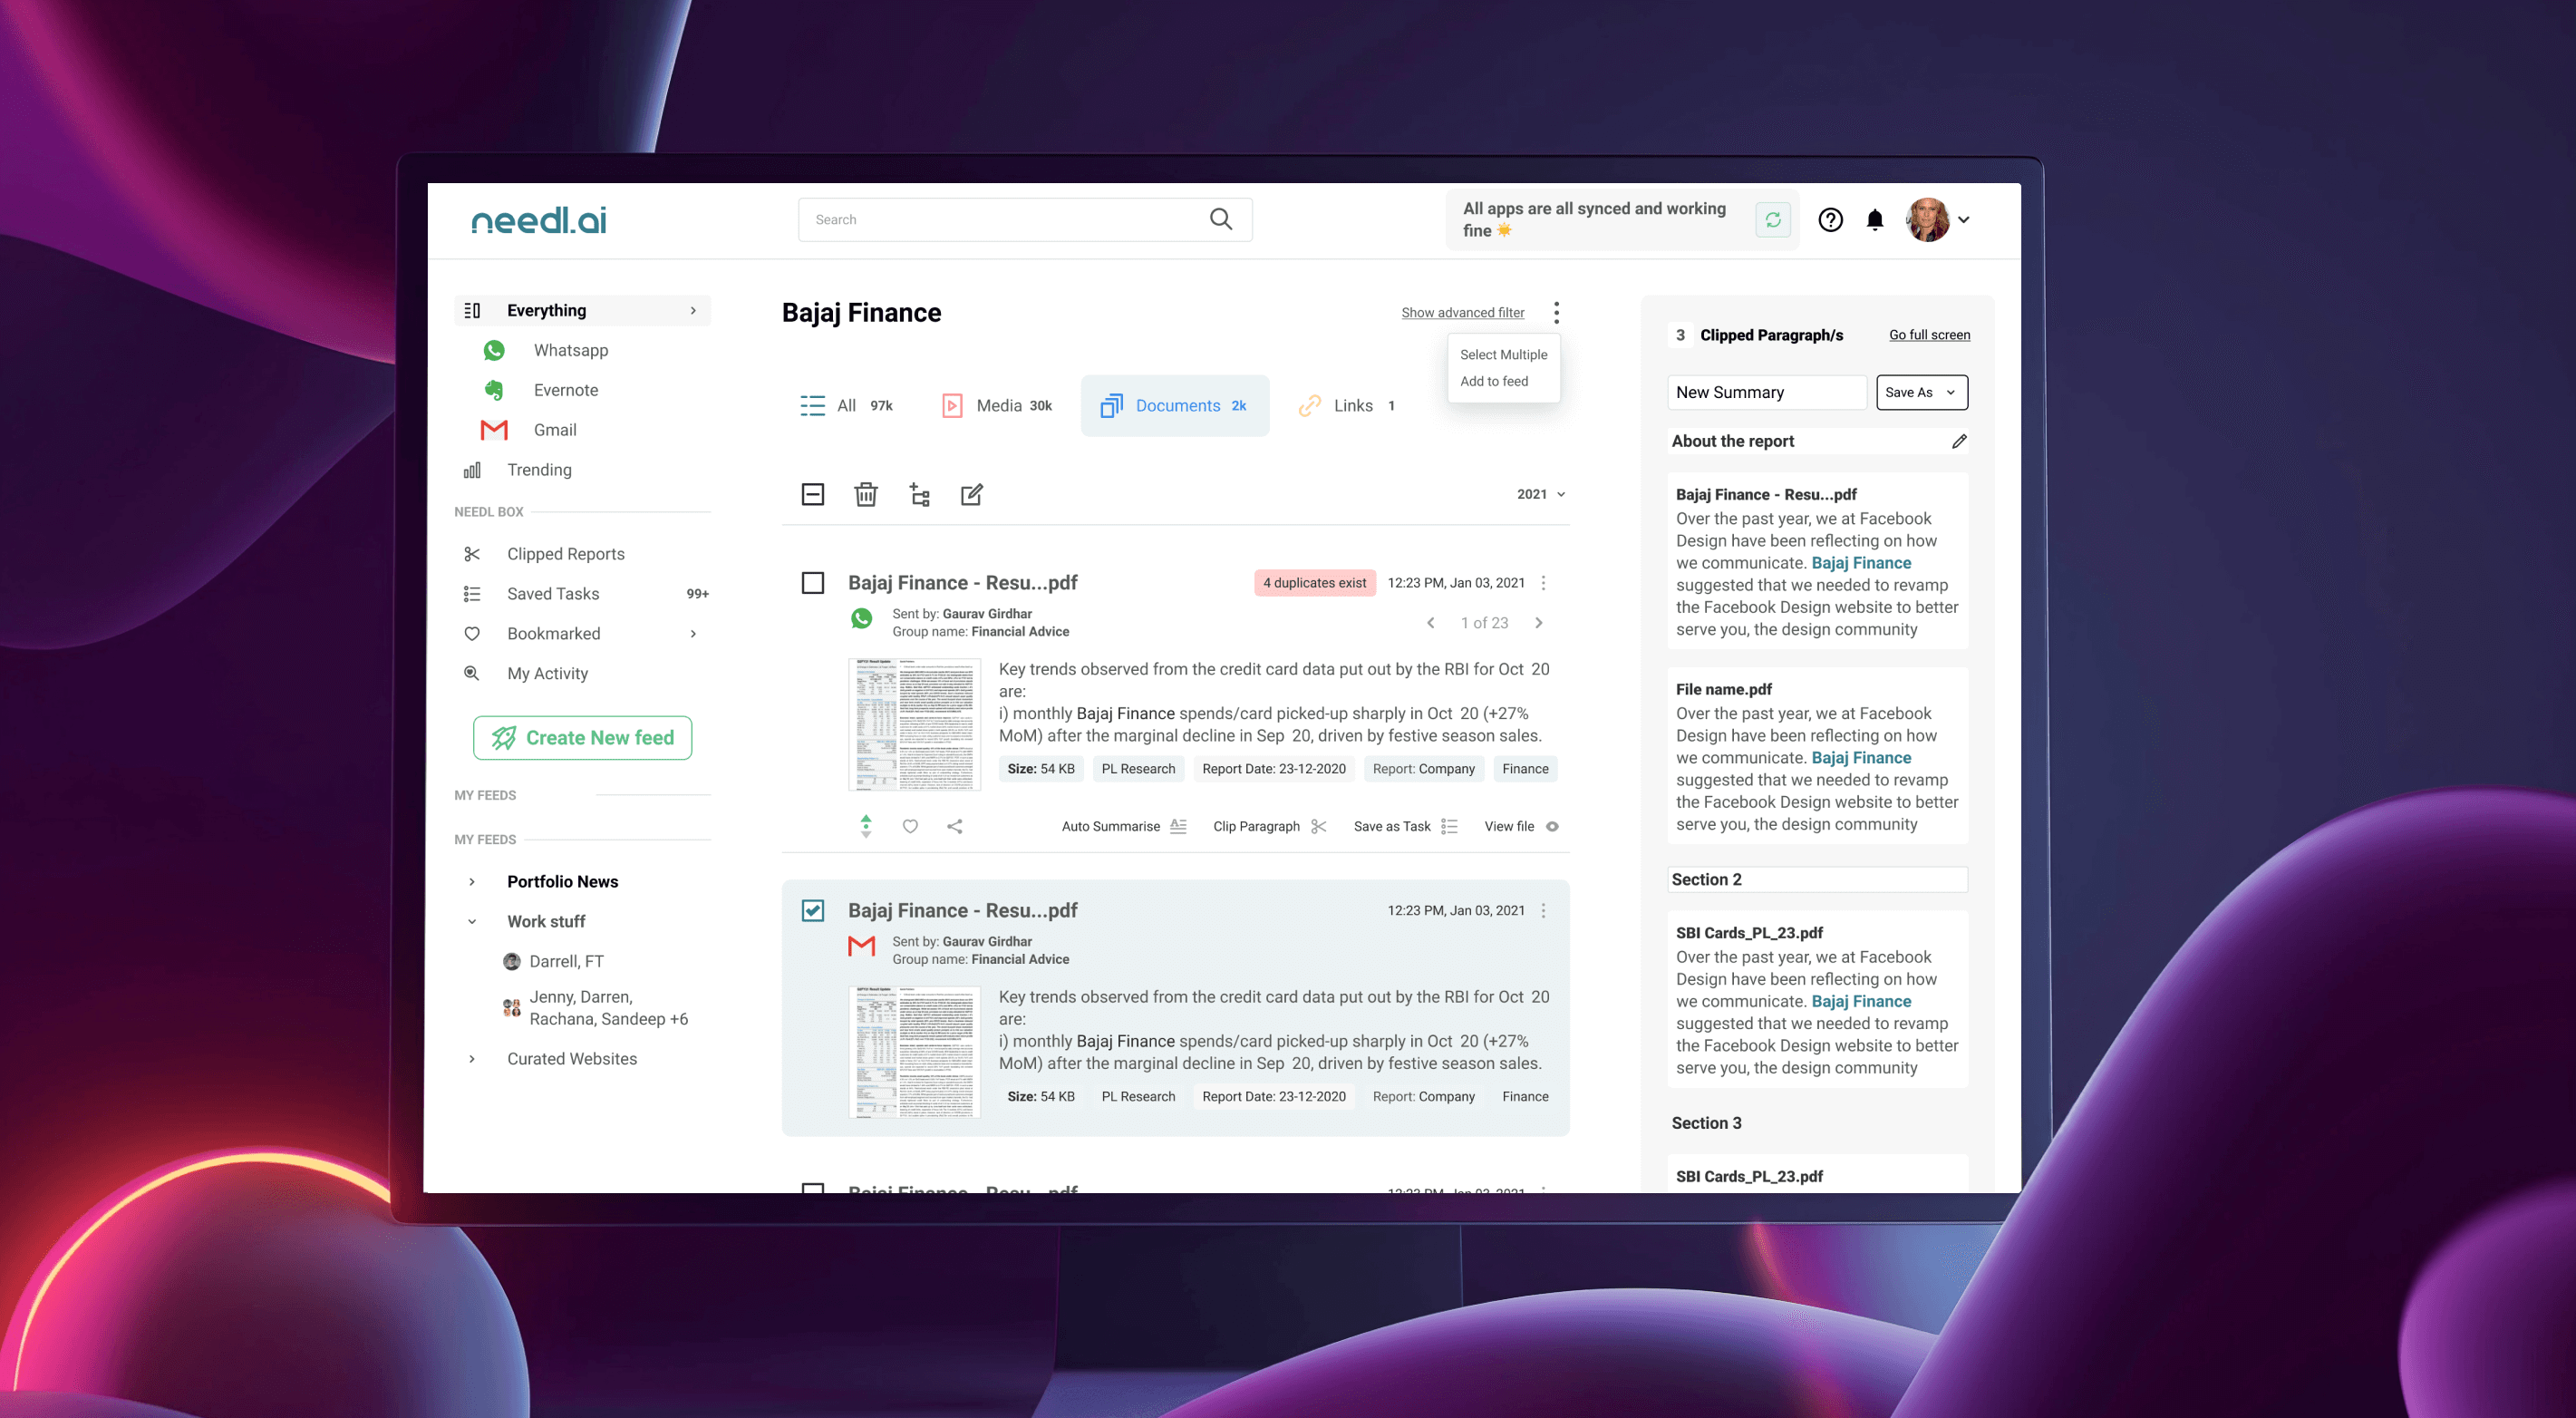 needl.ai
Search
All apps are all synced and working
fine
Everything
Whatsapp
Evernote
Gmail
Trending
NEEDL BOX
Clipped Reports
Saved Tasks 99+
Bookmarked
My Activity
Create New feed
MY FEEDS
MY FEEDS
Portfolio News
Work stuff
Darrell, FT
Jenny, Darren,
Rachana, Sandeep +6
Curated Websites
Bajaj Finance
Show advanced filter
Select Multiple
Add to feed
All 97k
Media 30k
Documents 2k
Links 1
2021
Bajaj Finance - Resu...pdf
4 duplicates exist
12:23 PM, Jan 03, 2021
Sent by: Gaurav Girdhar
Group name: Financial Advice
1 of 23
Key trends observed from the credit card data put out by the RBI for Oct 20
are:
i) monthly Bajaj Finance spends/card picked-up sharply in Oct 20 (+27%
MoM) after the marginal decline in Sep 20, driven by festive season sales.
Size: 54 KB PL Research Report Date: 23-12-2020 Report: Company Finance
Auto Summarise Clip Paragraph Save as Task View file
Bajaj Finance - Resu...pdf
12:23 PM, Jan 03, 2021
Sent by: Gaurav Girdhar
Group name: Financial Advice
Key trends observed from the credit card data put out by the RBI for Oct 20
are:
i) monthly Bajaj Finance spends/card picked-up sharply in Oct 20 (+27%
MoM) after the marginal decline in Sep 20, driven by festive season sales.
Size: 54 KB PL Research Report Date: 23-12-2020 Report: Company Finance
Bajaj Finance - Resu...pdf
12:23 PM, Jan 03, 2021
3 Clipped Paragraph/s Go full screen
New Summary Save As
About the report
Bajaj Finance - Resu...pdf
Over the past year, we at Facebook
Design have been reflecting on how
we communicate. Bajaj Finance
suggested that we needed to revamp
the Facebook Design website to better
serve you, the design community
File name.pdf
Over the past year, we at Facebook
Design have been reflecting on how
we communicate. Bajaj Finance
suggested that we needed to revamp
the Facebook Design website to better
serve you, the design community
Section 2
SBI Cards_PL_23.pdf
Over the past year, we at Facebook
Design have been reflecting on how
we communicate. Bajaj Finance
suggested that we needed to revamp
the Facebook Design website to better
serve you, the design community
Section 3
SBI Cards_PL_23.pdf